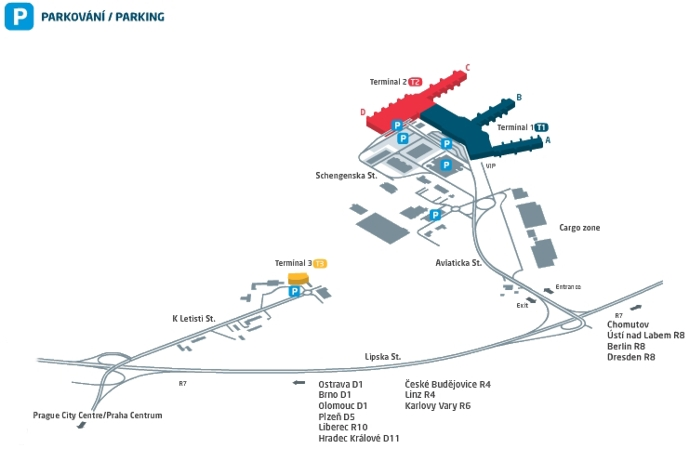 P PARKOVÁNÍ / PARKING
C
Terminal 2 T2
B
D
P
Terminal 1 T1
P
P
A
P
VIP
Schengenska St.
P
Cargo zone
Aviaticka St.
Terminal 3 T3
P
Entrance
Exit
K Letisti St.
R7
Chomutov
Ústí nad Labem R8
Berlin R8
Dresden R8
Lipska St.
R7
Ostrava D1
Brno D1
Olomouc D1
Plzeň D5
Liberec R10
Hradec Králové D11
České Budějovice R4
Linz R4
Karlovy Vary R6
Prague City Centre/Praha Centrum